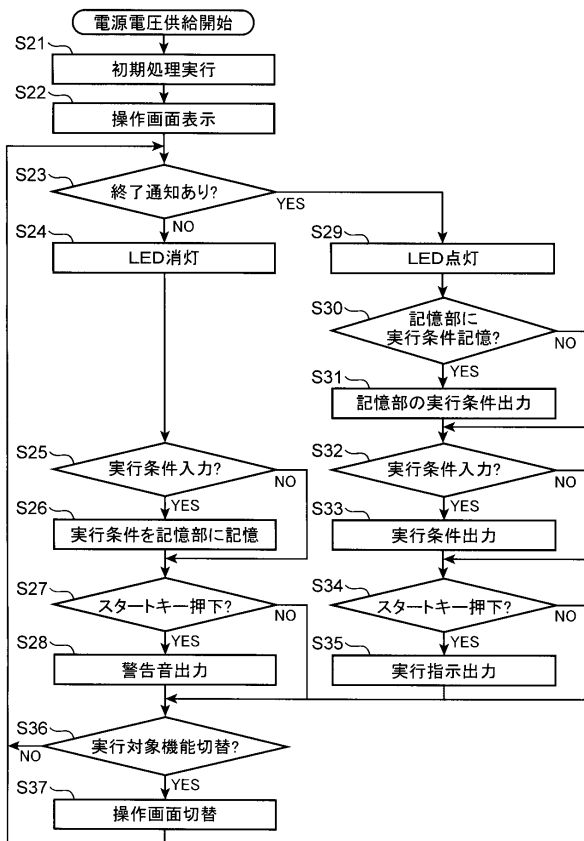 電源電圧供給開始
S21
初期処理実行
S22
操作画面表示
S23
終了通知あり?
YES
NO
S24
LED消灯
S29
LED点灯
S30
記憶部に
実行条件記憶?
NO
YES
S31
記憶部の実行条件出力
S25
実行条件入力?
NO
YES
S32
実行条件入力?
NO
YES
S26
実行条件を記憶部に記憶
S33
実行条件出力
S27
スタートキー押下?
NO
YES
S34
スタートキー押下?
NO
YES
S28
警告音出力
S35
実行指示出力
S36
実行対象機能切替?
NO
YES
S37
操作画面切替